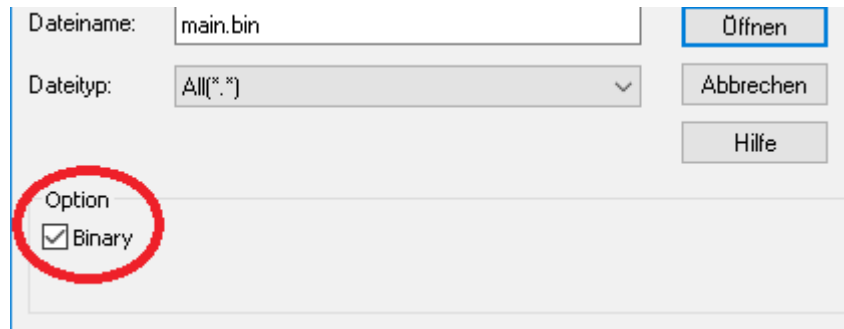 Dateiname: main.bin Öffnen
Dateityp: All(*.*) Abbrechen
Hilfe
Option
Binary